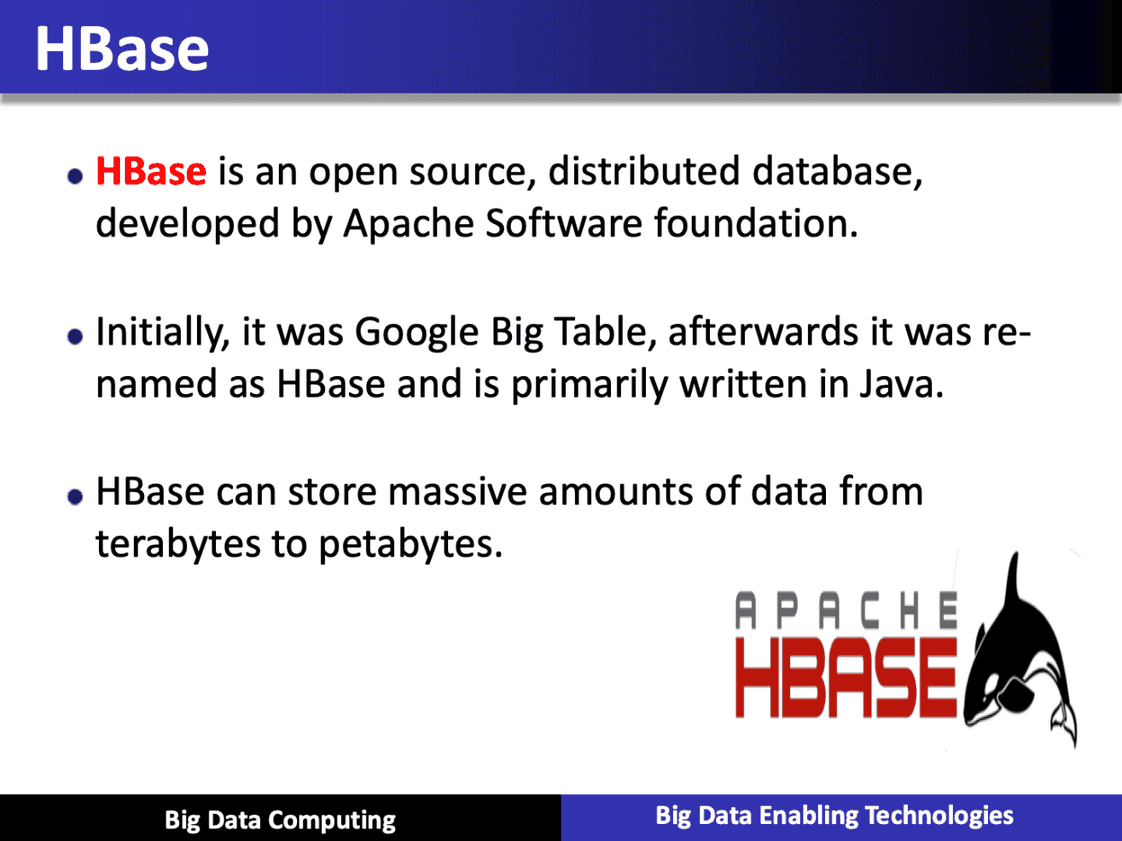 HBase
HBase is an open source, distributed database,
developed by Apache Software foundation.
Initially, it was Google Big Table, afterwards it was re-
named as HBase and is primarily written in Java.
HBase can store massive amounts of data from
terabytes to petabytes.
APACHE
HBASE
Big Data Computing
Big Data Enabling Technologies